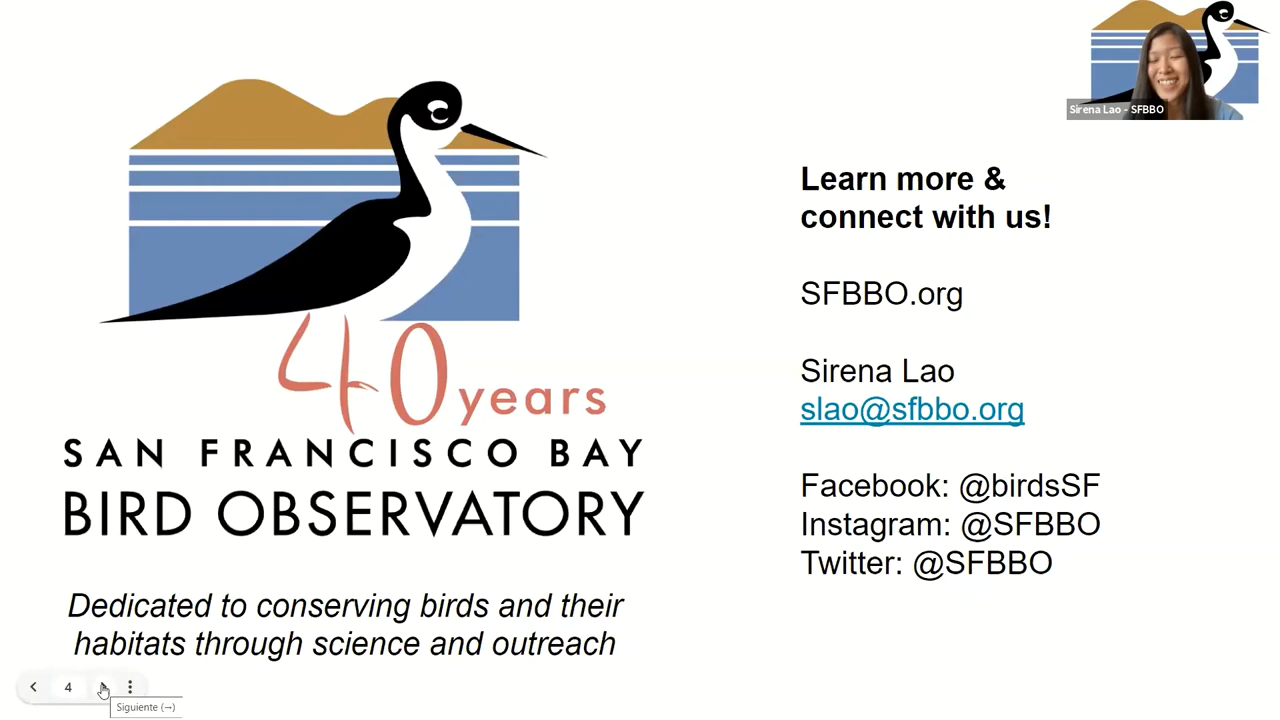 Sirena Lao - SFBBO
Learn more &
connect with us!
SFBBO.org
Sirena Lao
slao@sfbbo.org
Facebook: @birdsSF
Instagram: @SFBBO
Twitter: @SFBBO
40 years
SAN FRANCISCO BAY
BIRD OBSERVATORY
Dedicated to conserving birds and their
habitats through science and outreach
4
Siguiente (→)